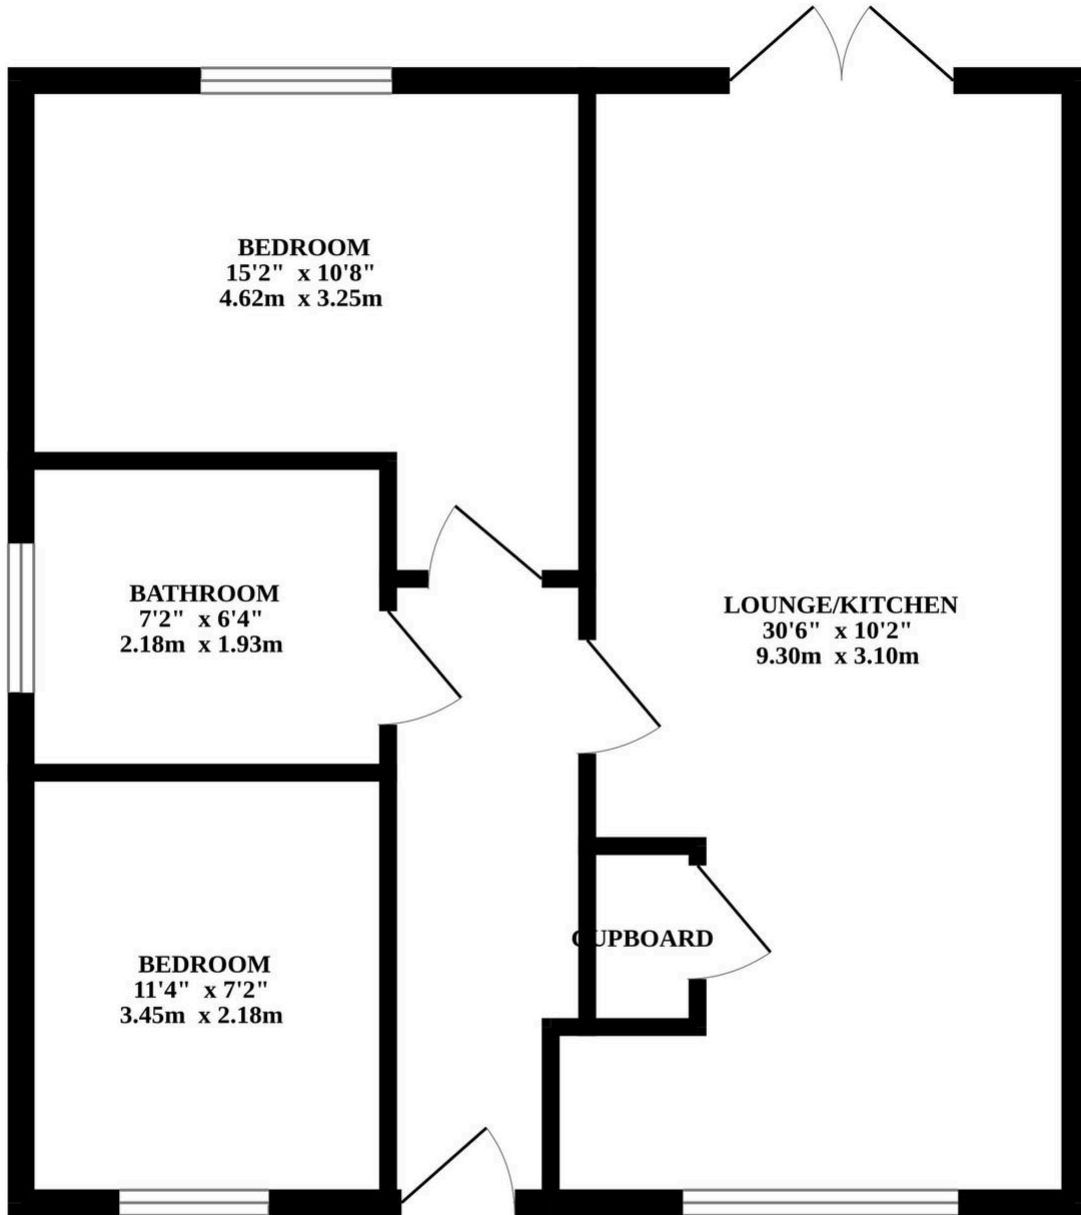 BEDROOM
15'2" x 10'8"
4.62m x 3.25m
BATHROOM
7'2" x 6'4"
2.18m x 1.93m
LOUNGE/KITCHEN
30'6" x 10'2"
9.30m x 3.10m
CUPBOARD
BEDROOM
11'4" x 7'2"
3.45m x 2.18m